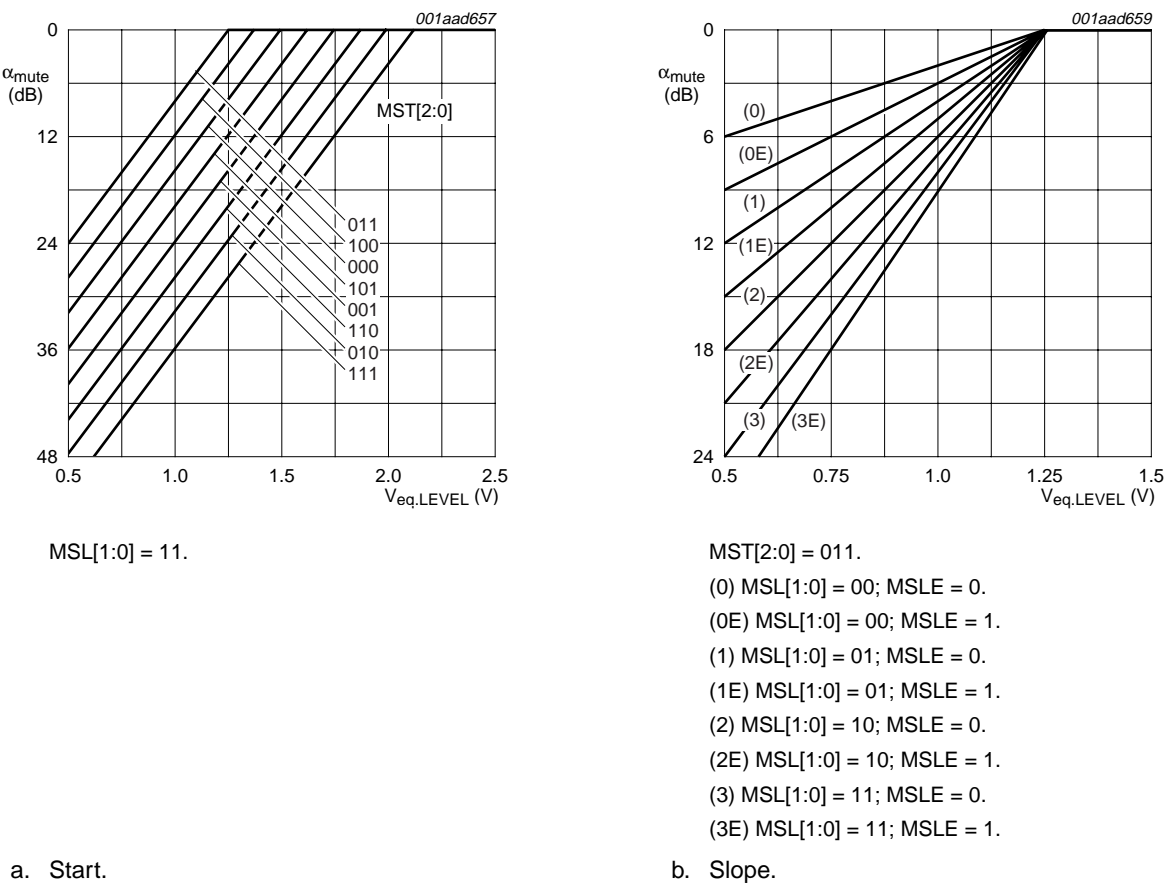 001aad657
0
12
24
36
48
αmute
(dB)
MST[2:0]
011
100
000
101
001
110
010
111
0.5
1.0
1.5
2.0
2.5
Veq.LEVEL (V)
MSL[1:0] = 11.
a. Start.
001aad659
0
6
12
18
24
αmute
(dB)
(0)
(0E)
(1)
(1E)
(2)
(2E)
(3)
(3E)
0.5
0.75
1.0
1.25
1.5
Veq.LEVEL (V)
MST[2:0] = 011.
(0) MSL[1:0] = 00; MSLE = 0.
(0E) MSL[1:0] = 00; MSLE = 1.
(1) MSL[1:0] = 01; MSLE = 0.
(1E) MSL[1:0] = 01; MSLE = 1.
(2) MSL[1:0] = 10; MSLE = 0.
(2E) MSL[1:0] = 10; MSLE = 1.
(3) MSL[1:0] = 11; MSLE = 0.
(3E) MSL[1:0] = 11; MSLE = 1.
b. Slope.